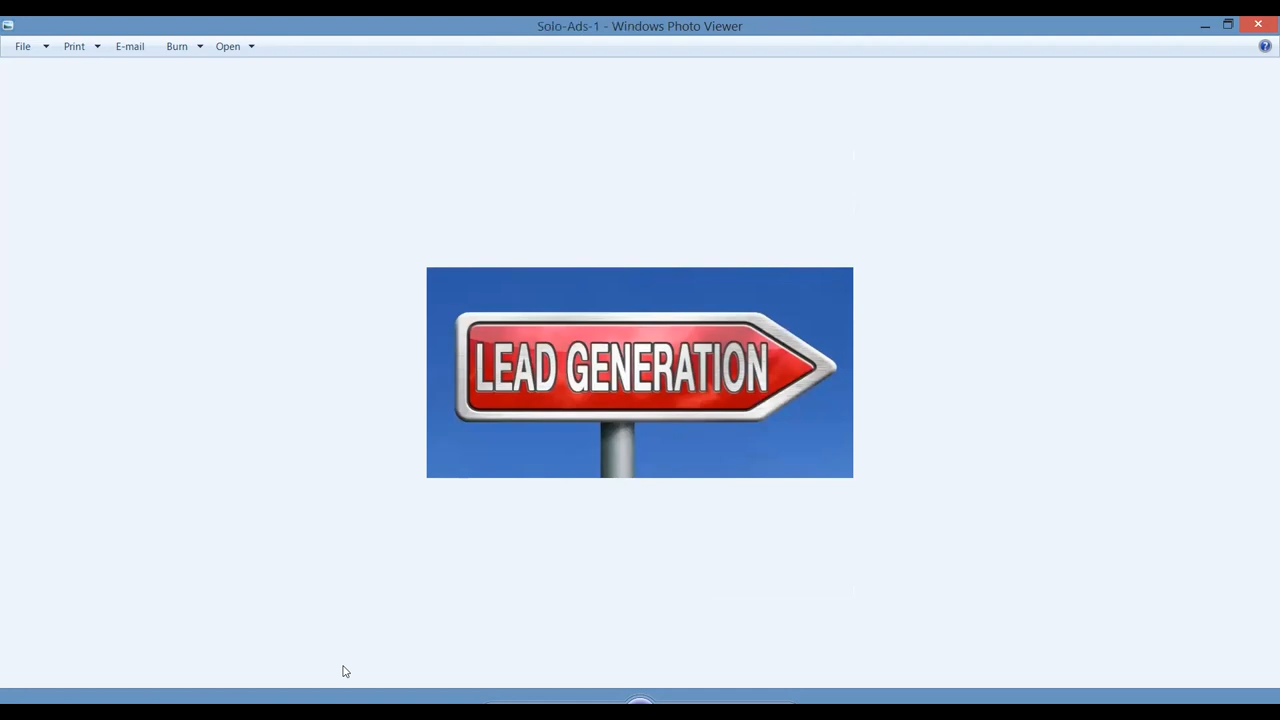 Solo-Ads-1 - Windows Photo Viewer
File Print E-mail Burn Open
LEAD GENERATION